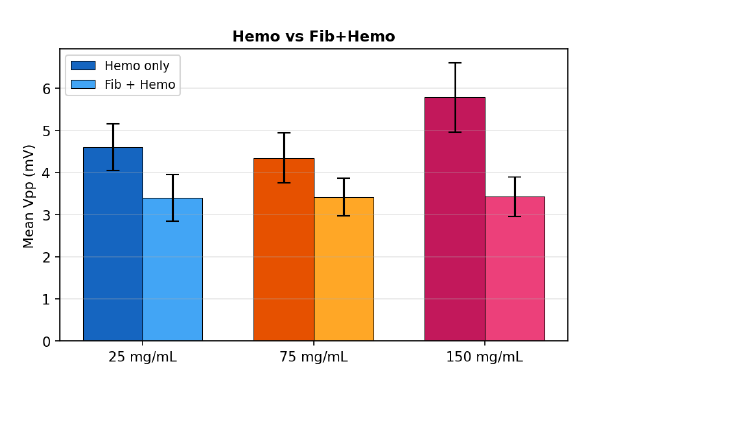 Hemo vs Fib+Hemo
Hemo only
Fib + Hemo
Mean Vpp (mV)
6
5
4
3
2
1
0
25 mg/mL
75 mg/mL
150 mg/mL